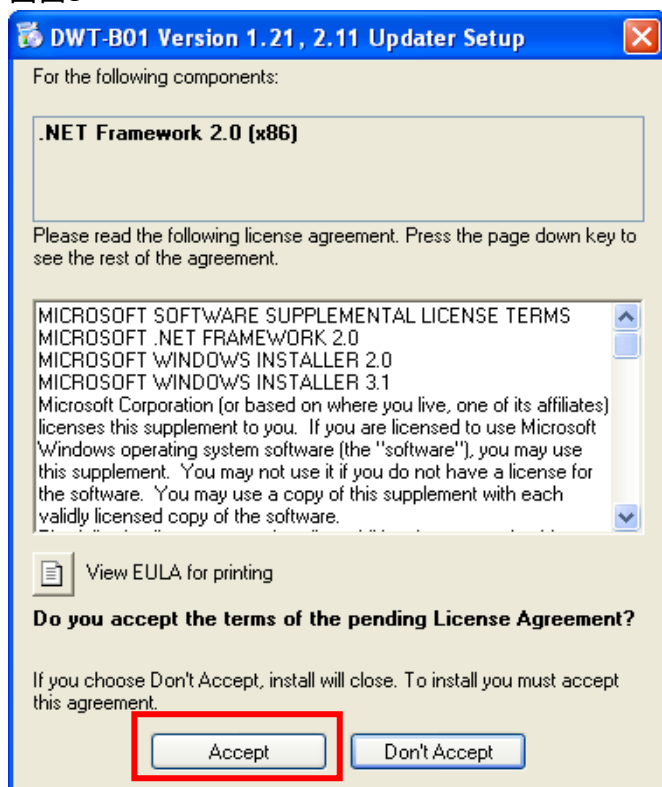 DWT-B01 Version 1.21, 2.11 Updater Setup
For the following components:
.NET Framework 2.0 (x86)
Please read the following license agreement. Press the page down key to
see the rest of the agreement.
MICROSOFT SOFTWARE SUPPLEMENTAL LICENSE TERMS
MICROSOFT .NET FRAMEWORK 2.0
MICROSOFT WINDOWS INSTALLER 2.0
MICROSOFT WINDOWS INSTALLER 3.1
Microsoft Corporation (or based on where you live, one of its affiliates)
licenses this supplement to you.  If you are licensed to use Microsoft
Windows operating system software (the "software"), you may use
this supplement.  You may not use it if you do not have a license for
the software.  You may use a copy of this supplement with each
validly licensed copy of the software.
View EULA for printing
Do you accept the terms of the pending License Agreement?
If you choose Don't Accept, install will close. To install you must accept
this agreement.
Accept
Don't Accept